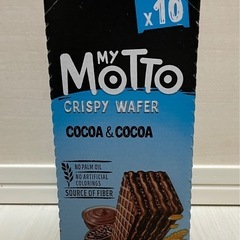 x10
MY
MOTTO
CRISPY WAFER
COCOA & COCOA
NO PALM OIL
NO ARTIFICIAL
COLORINGS
SOURCE OF FIBER